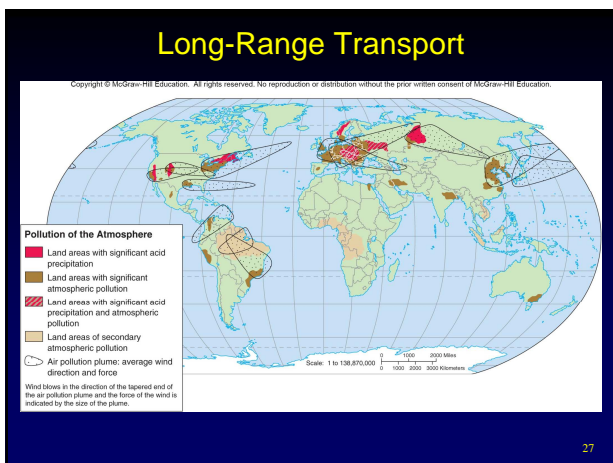 Long-Range Transport
Copyright © McGraw-Hill Education. All rights reserved. No reproduction or distribution without the prior written consent of McGraw-Hill Education.
Pollution of the Atmosphere
Land areas with significant acid
precipitation
Land areas with significant
atmospheric pollution
Land areas with significant acid
precipitation and atmospheric
pollution
Land areas of secondary
atmospheric pollution
Air pollution plume: average wind
direction and force
Wind blows in the direction of the tapered end of
the air pollution plume and the force of the wind is
indicated by the size of the plume.
Scale: 1 to 138,870,000
0 1000 2000 Miles
0 1000 2000 3000 Kilometers
27